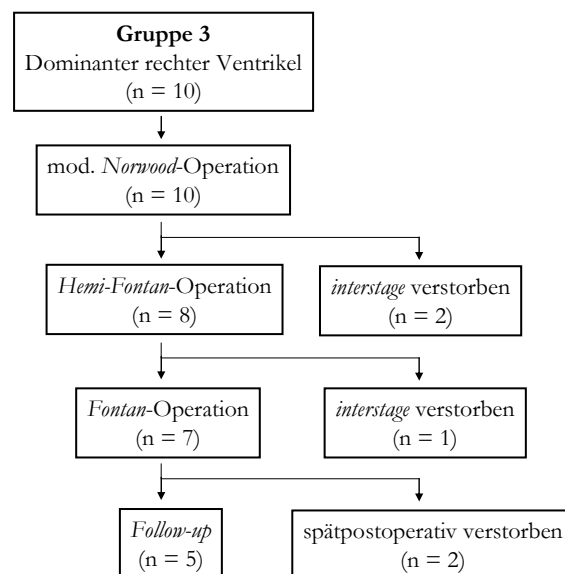 Gruppe 3
Dominanter rechter Ventrikel
(n = 10)
mod. Norwood-Operation
(n = 10)
Hemi-Fontan-Operation
(n = 8)
interstage verstorben
(n = 2)
Fontan-Operation
(n = 7)
interstage verstorben
(n = 1)
Follow-up
(n = 5)
spätpostoperativ verstorben
(n = 2)